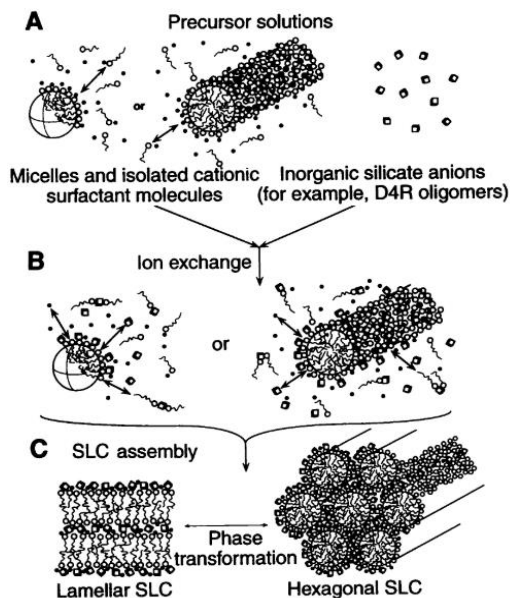 A
Precursor solutions
or
Micelles and isolated cationic
surfactant molecules
Inorganic silicate anions
(for example, D4R oligomers)
B
Ion exchange
or
C
SLC assembly
Phase
transformation
Lamellar SLC
Hexagonal SLC